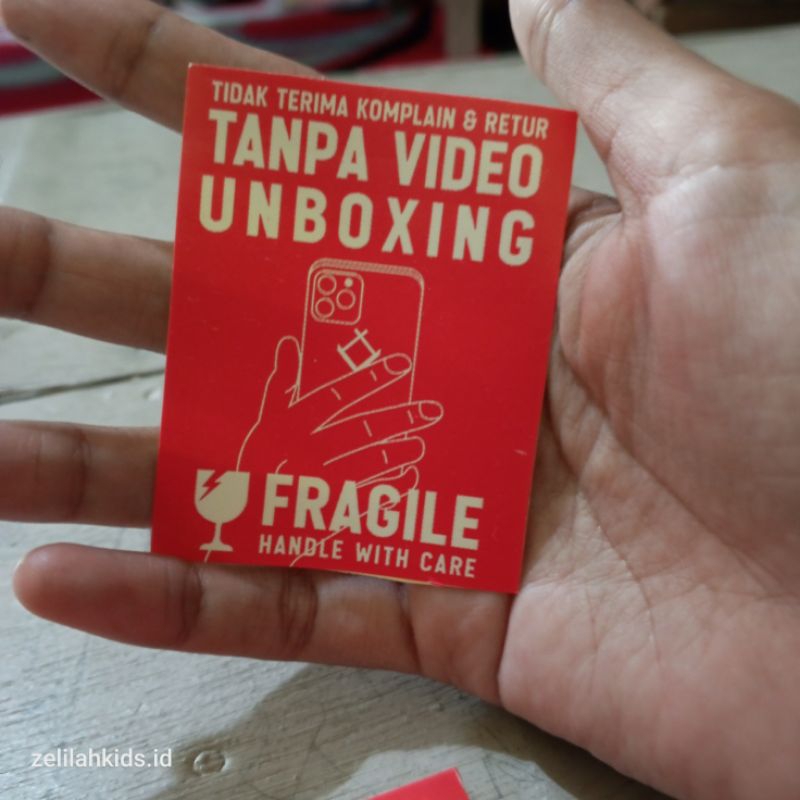 TIDAK TERIMA KOMPLAIN & RETUR
TANPA VIDEO
UNBOXING
FRAGILE
HANDLE WITH CARE
zelilahkids.id